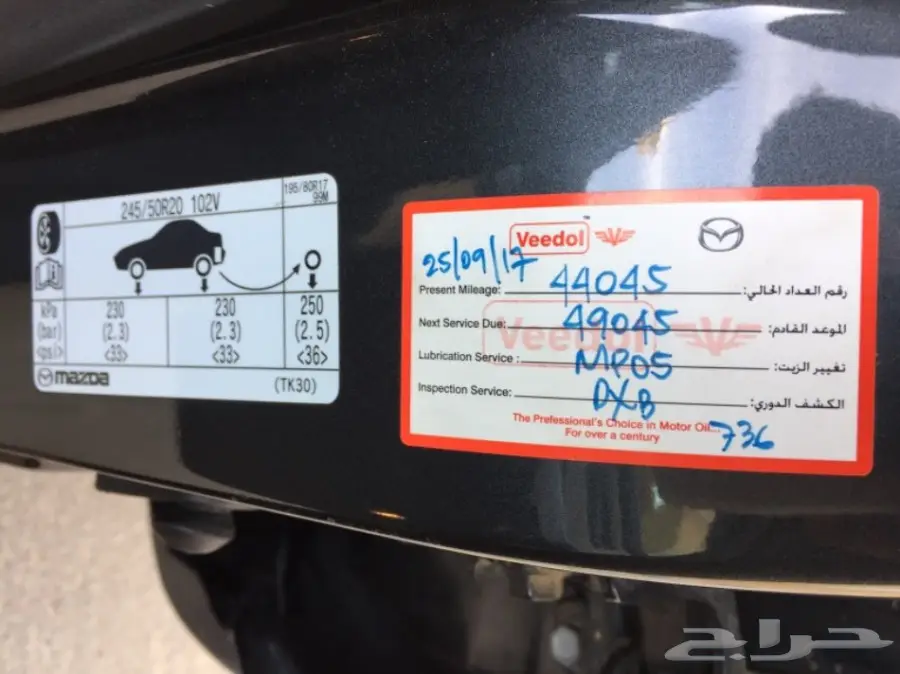 245/50R20 102V
195/80R17
99M
kPa 230 230 250
(bar) (2.3) (2.3) (2.5)
<psi> <33> <33> <36>
mazda (TK30)
Veedol
25/09/17
Present Mileage: 44045 رقم العداد الحالي:
Next Service Due: 49045 الموعد القادم:
Lubrication Service : MP05 تغيير الزيت:
Inspection Service: DXB الكشف الدوري:
The Professional's Choice in Motor Oil...
For over a century
736
Veedol
حراج